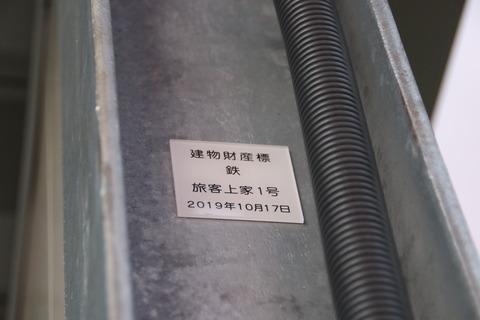 建物財産標
鉄
旅客上家1号
2019年10月17日